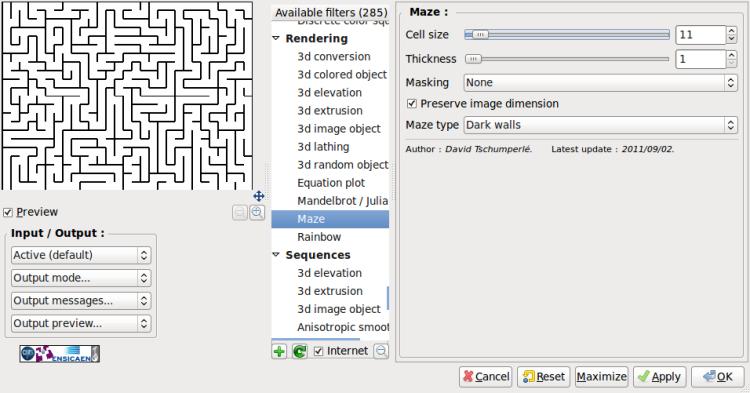 Preview
Input / Output :
Active (default)
Output mode...
Output messages...
Output preview...
ENSICAEN
Available filters (285)
Rendering
3d conversion
3d colored object
3d elevation
3d extrusion
3d image object
3d lathing
3d random object
Equation plot
Mandelbrot / Julia
Maze
Rainbow
Sequences
3d elevation
3d extrusion
3d image object
Anisotropic smoot
Internet
Maze :
Cell size 11
Thickness 1
Masking None
Preserve image dimension
Maze type Dark walls
Author : David Tschumperlé. Latest update : 2011/09/02.
Cancel Reset Maximize Apply OK